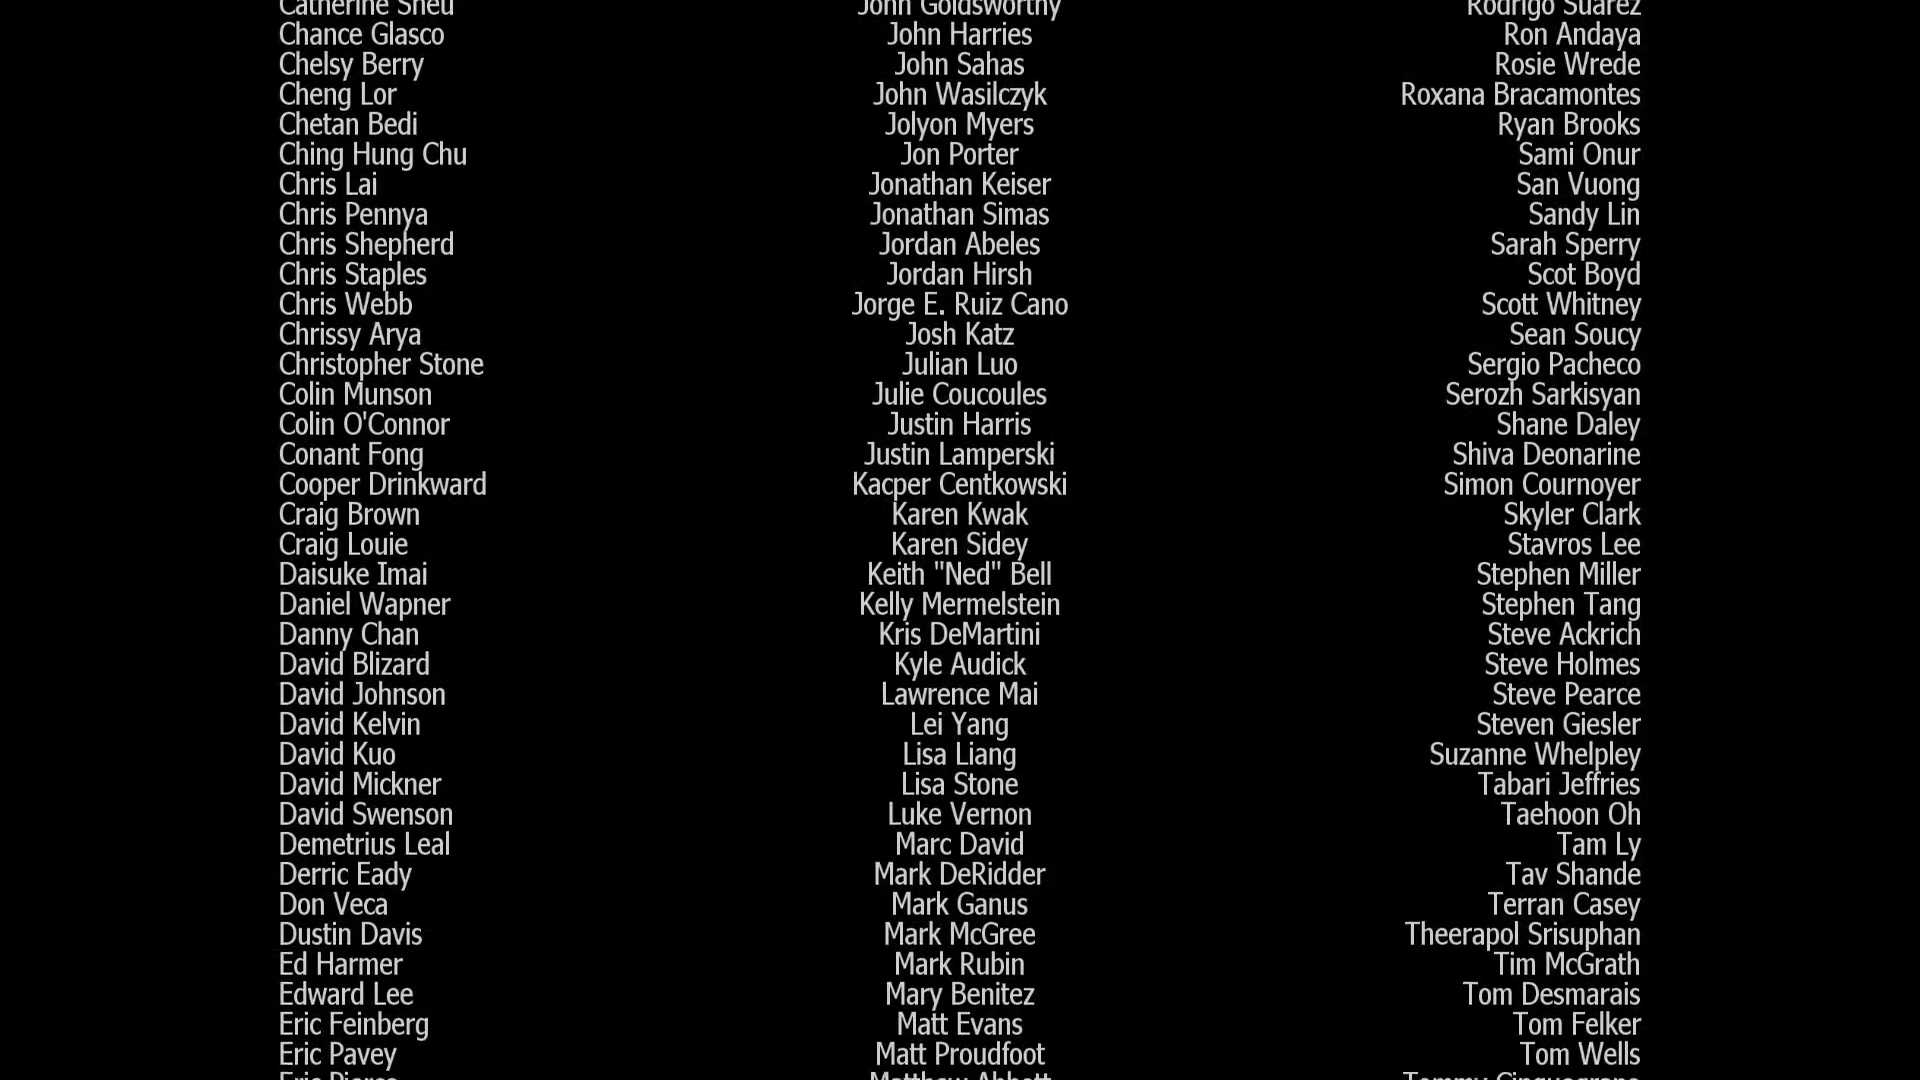 Catherine Sheu
Chance Glasco
Chelsy Berry
Cheng Lor
Chetan Bedi
Ching Hung Chu
Chris Lai
Chris Pennya
Chris Shepherd
Chris Staples
Chris Webb
Chrissy Arya
Christopher Stone
Colin Munson
Colin O'Connor
Conant Fong
Cooper Drinkward
Craig Brown
Craig Louie
Daisuke Imai
Daniel Wapner
Danny Chan
David Blizard
David Johnson
David Kelvin
David Kuo
David Mickner
David Swenson
Demetrius Leal
Derric Eady
Don Veca
Dustin Davis
Ed Harmer
Edward Lee
Eric Feinberg
Eric Pavey
Eric Pierce
John Goldsworthy
John Harries
John Sahas
John Wasilczyk
Jolyon Myers
Jon Porter
Jonathan Keiser
Jonathan Simas
Jordan Abeles
Jordan Hirsh
Jorge E. Ruiz Cano
Josh Katz
Julian Luo
Julie Coucoules
Justin Harris
Justin Lamperski
Kacper Centkowski
Karen Kwak
Karen Sidey
Keith "Ned" Bell
Kelly Mermelstein
Kris DeMartini
Kyle Audick
Lawrence Mai
Lei Yang
Lisa Liang
Lisa Stone
Luke Vernon
Marc David
Mark DeRidder
Mark Ganus
Mark McGree
Mark Rubin
Mary Benitez
Matt Evans
Matt Proudfoot
Matthew Abbott
Rodrigo Suarez
Ron Andaya
Rosie Wrede
Roxana Bracamontes
Ryan Brooks
Sami Onur
San Vuong
Sandy Lin
Sarah Sperry
Scot Boyd
Scott Whitney
Sean Soucy
Sergio Pacheco
Serozh Sarkisyan
Shane Daley
Shiva Deonarine
Simon Cournoyer
Skyler Clark
Stavros Lee
Stephen Miller
Stephen Tang
Steve Ackrich
Steve Holmes
Steve Pearce
Steven Giesler
Suzanne Whelpley
Tabari Jeffries
Taehoon Oh
Tam Ly
Tav Shande
Terran Casey
Theerapol Srisuphan
Tim McGrath
Tom Desmarais
Tom Felker
Tom Wells
Tommy